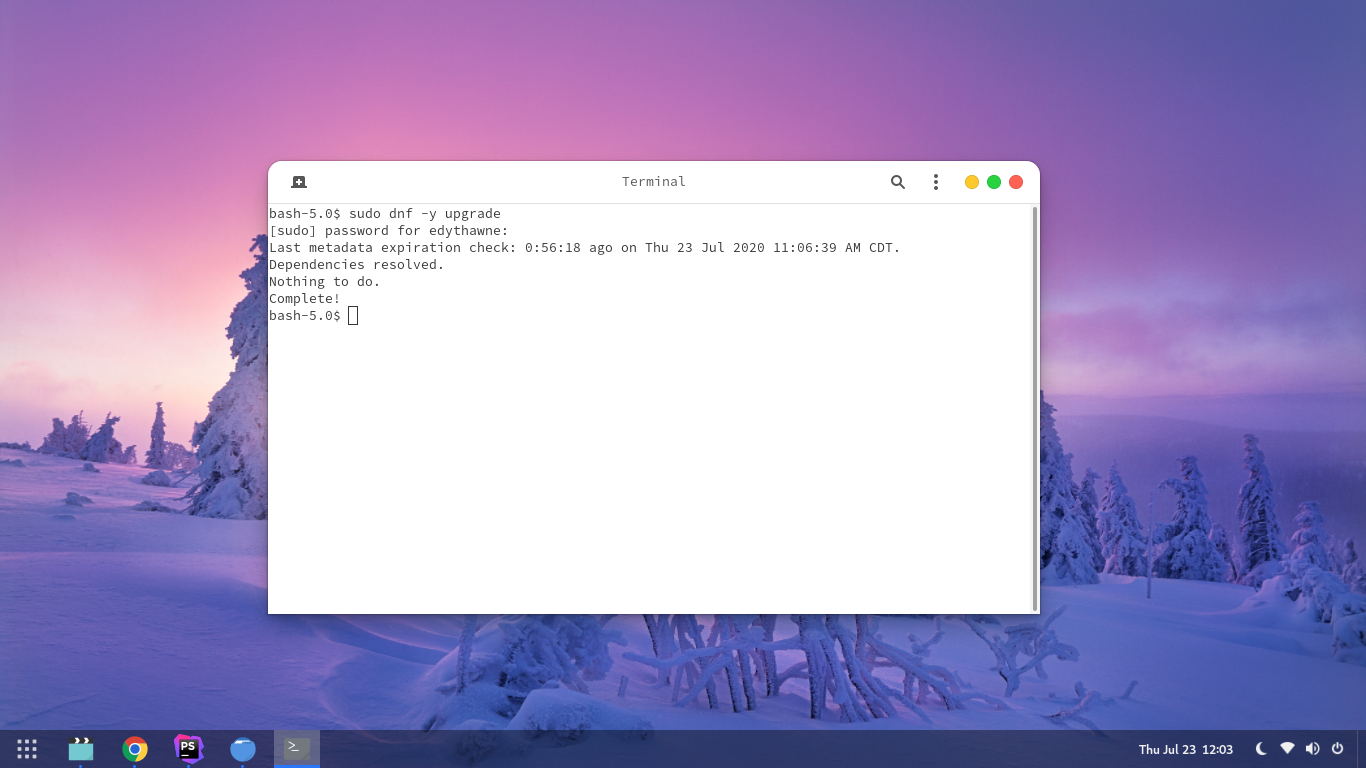 Terminal
bash-5.0$ sudo dnf -y upgrade
[sudo] password for edythawne:
Last metadata expiration check: 0:56:18 ago on Thu 23 Jul 2020 11:06:39 AM CDT.
Dependencies resolved.
Nothing to do.
Complete!
bash-5.0$
PS
>_
Thu Jul 23 12:03